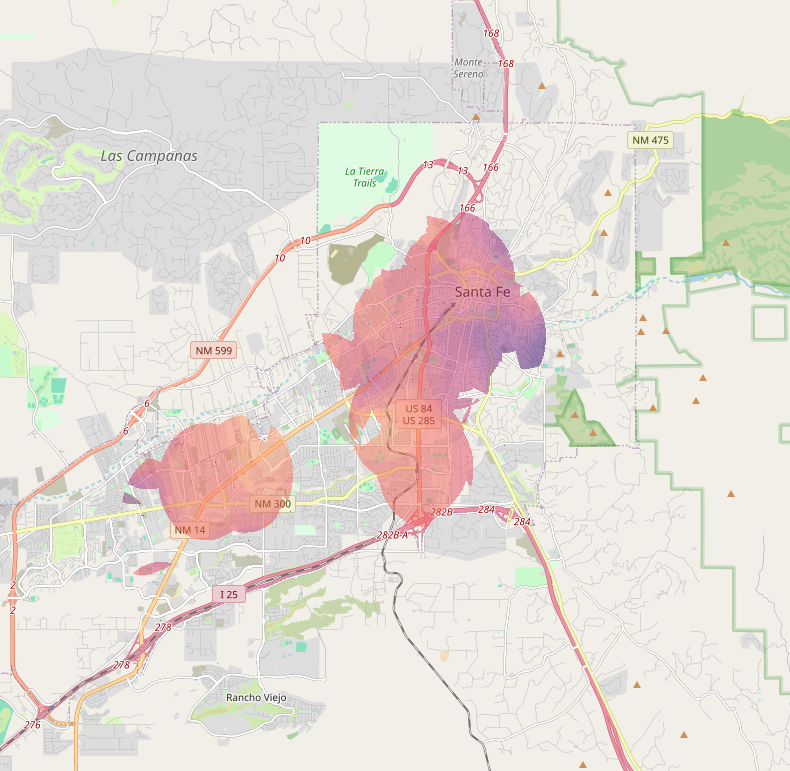 168
168
Monte
Sereno
NM 475
Las Campanas
13
13
166
La Tierra
Trails
166
10
10
Santa Fe
NM 599
6
6
US 84
US 285
NM 300
282B
284
284
NM 14
282B-A
2
2
I 25
278
278
Rancho Viejo
276